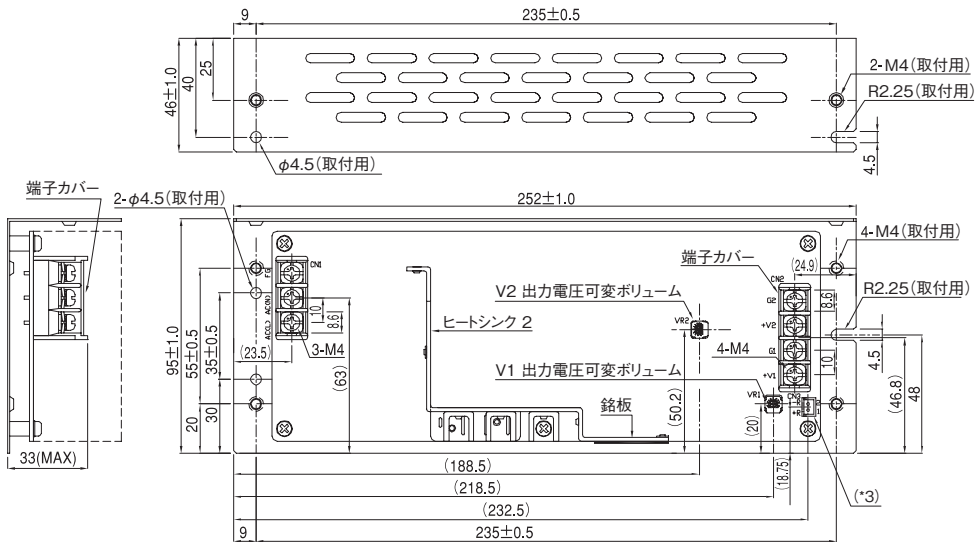 9
235±0.5
46±1.0
40
25
2-M4(取付用)
R2.25(取付用)
4.5
φ4.5(取付用)
端子カバー
2-φ4.5(取付用)
252±1.0
4-M4(取付用)
端子カバー
(24.9)
CN1
FG
AC(N)
AC(L)
10
8.6
3-M4
(23.5)
(63)
ヒートシンク 2
V2 出力電圧可変ボリューム
VR2
CN2
G2
+V2
G1
+V1
8.6
10
4-M4
R2.25(取付用)
4.5
V1 出力電圧可変ボリューム
VR1
銘板
95±1.0
55±0.5
35±0.5
20
30
(50.2)
(20)
(18.75)
(46.8)
48
33(MAX)
(188.5)
(218.5)
(*3)
(232.5)
9
235±0.5